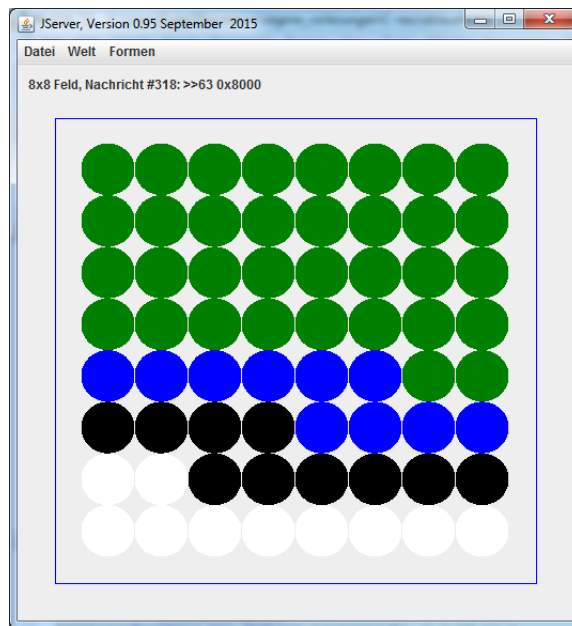 JServer, Version 0.95 September 2015
Datei Welt Formen
8x8 Feld, Nachricht #318: >>63 0x8000